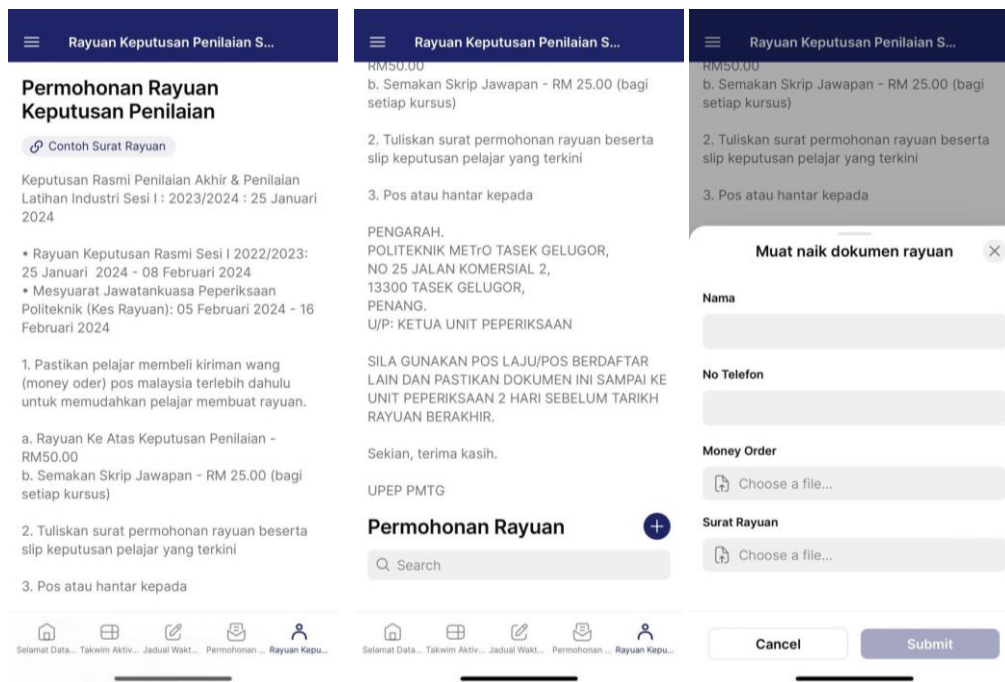 Rayuan Keputusan Penilaian S...
Permohonan Rayuan
Keputusan Penilaian
Contoh Surat Rayuan
Keputusan Rasmi Penilaian Akhir & Penilaian
Latihan Industri Sesi I : 2023/2024 : 25 Januari
2024
• Rayuan Keputusan Rasmi Sesi I 2022/2023:
25 Januari 2024 - 08 Februari 2024
• Mesyuarat Jawatankuasa Peperiksaan
Politeknik (Kes Rayuan): 05 Februari 2024 - 16
Februari 2024
1. Pastikan pelajar membeli kiriman wang
(money oder) pos malaysia terlebih dahulu
untuk memudahkan pelajar membuat rayuan.
a. Rayuan Ke Atas Keputusan Penilaian -
RM50.00
b. Semakan Skrip Jawapan - RM 25.00 (bagi
setiap kursus)
2. Tuliskan surat permohonan rayuan beserta
slip keputusan pelajar yang terkini
3. Pos atau hantar kepada
Selamat Data...
Takwim Aktiv...
Jadual Wakt...
Permohonan ...
Rayuan Kepu...
Rayuan Keputusan Penilaian S...
RM50.00
b. Semakan Skrip Jawapan - RM 25.00 (bagi
setiap kursus)
2. Tuliskan surat permohonan rayuan beserta
slip keputusan pelajar yang terkini
3. Pos atau hantar kepada
PENGARAH.
POLITEKNIK METrO TASEK GELUGOR,
NO 25 JALAN KOMERSIAL 2,
13300 TASEK GELUGOR,
PENANG.
U/P: KETUA UNIT PEPERIKSAAN
SILA GUNAKAN POS LAJU/POS BERDAFTAR
LAIN DAN PASTIKAN DOKUMEN INI SAMPAI KE
UNIT PEPERIKSAAN 2 HARI SEBELUM TARIKH
RAYUAN BERAKHIR.
Sekian, terima kasih.
UPEP PMTG
Permohonan Rayuan
Search
Selamat Data...
Takwim Aktiv...
Jadual Wakt...
Permohonan ...
Rayuan Kepu...
Rayuan Keputusan Penilaian S...
RM50.00
b. Semakan Skrip Jawapan - RM 25.00 (bagi
setiap kursus)
2. Tuliskan surat permohonan rayuan beserta
slip keputusan pelajar yang terkini
3. Pos atau hantar kepada
Muat naik dokumen rayuan
Nama
No Telefon
Money Order
Choose a file...
Surat Rayuan
Choose a file...
Cancel
Submit